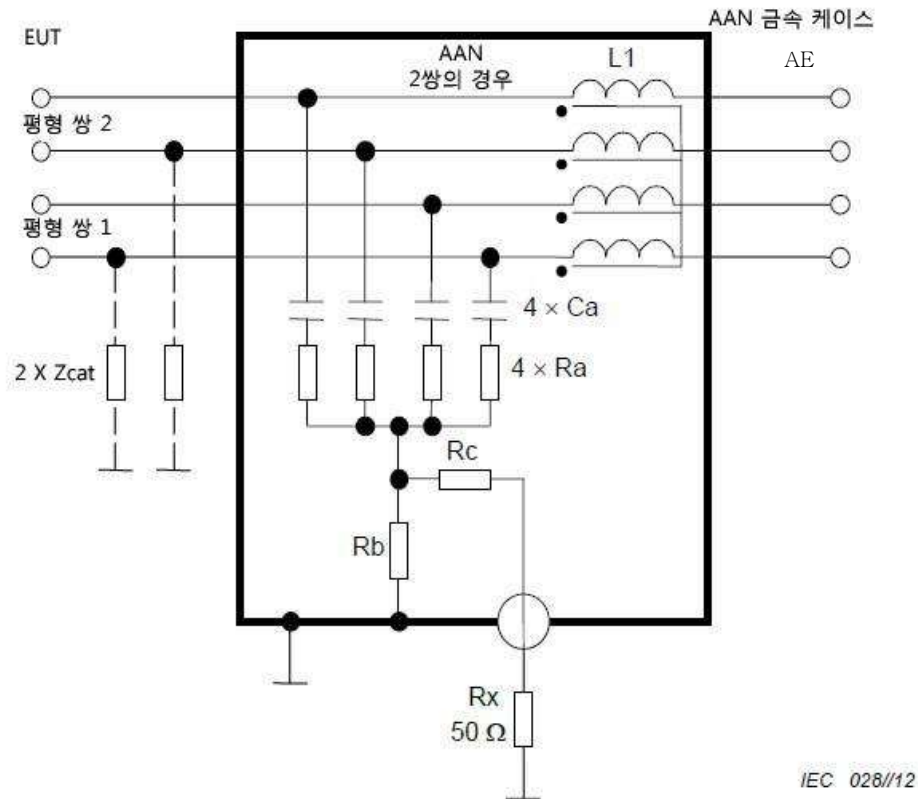 AAN 금속 케이스
EUT
AAN
2쌍의 경우
L1
AE
평형 쌍 2
평형 쌍 1
4 × Ca
2 X Zcat
4 × Ra
Rc
Rb
Rx
50 Ω
IEC 028//12